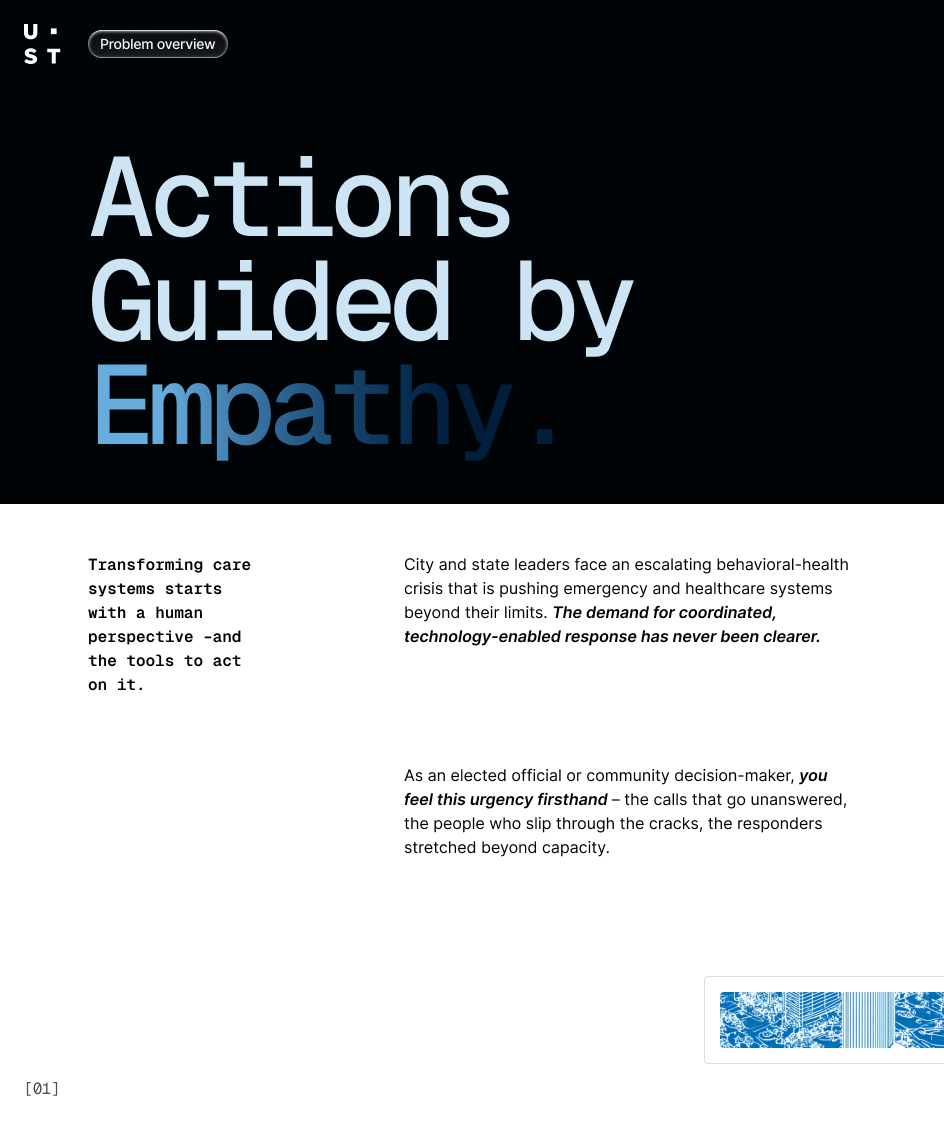 U.
ST
Problem overview
Actions
Guided by
Empathy.
Transforming care
systems starts
with a human
perspective –and
the tools to act
on it.
City and state leaders face an escalating behavioral-health
crisis that is pushing emergency and healthcare systems
beyond their limits. The demand for coordinated,
technology-enabled response has never been clearer.
As an elected official or community decision-maker, you
feel this urgency firsthand – the calls that go unanswered,
the people who slip through the cracks, the responders
stretched beyond capacity.
[01]